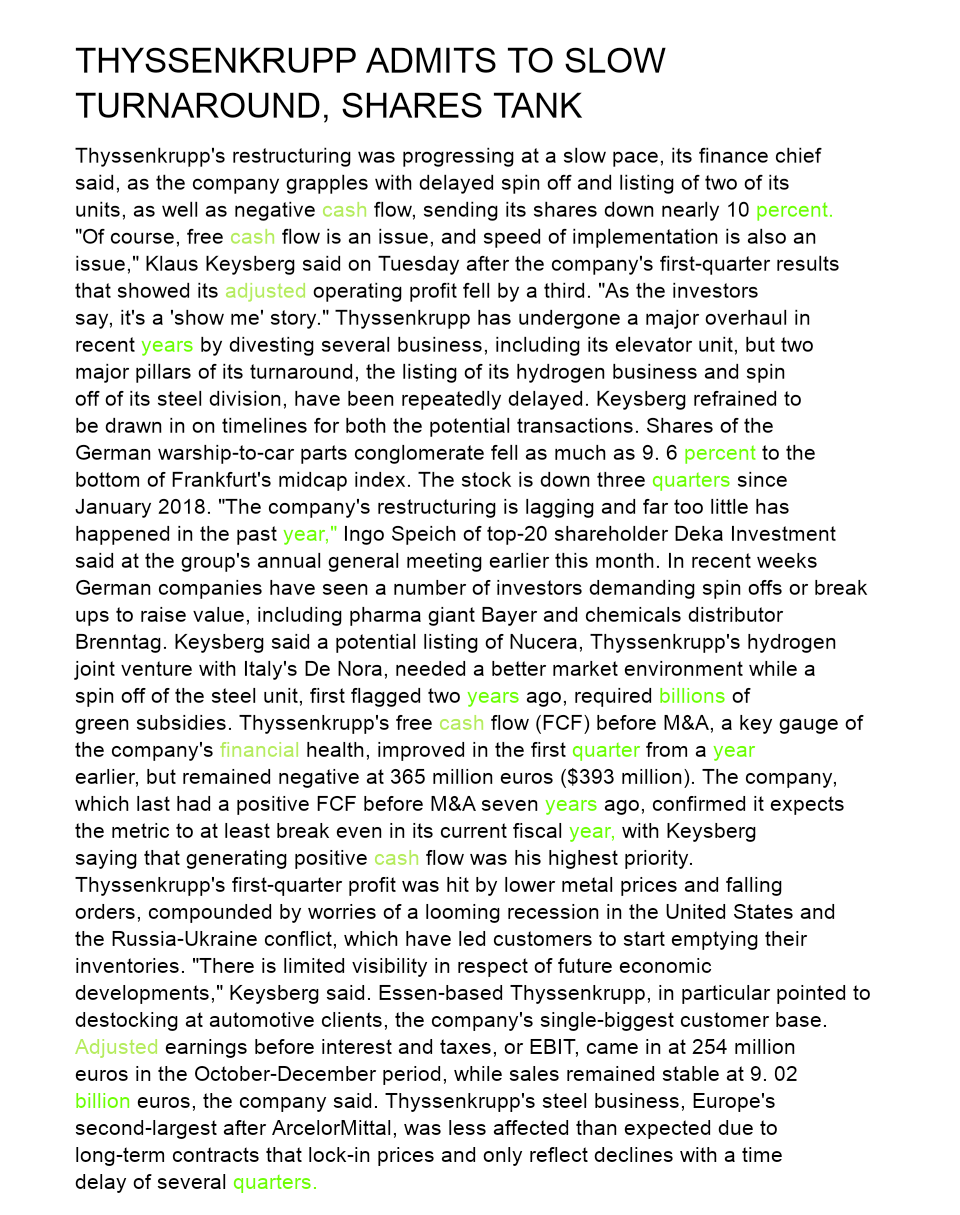 THYSSENKRUPP ADMITS TO SLOW
TURNAROUND, SHARES TANK
Thyssenkrupp's restructuring was progressing at a slow pace, its finance chief
said, as the company grapples with delayed spin off and listing of two of its
units, as well as negative cash flow, sending its shares down nearly 10 percent.
"Of course, free cash flow is an issue, and speed of implementation is also an
issue," Klaus Keysberg said on Tuesday after the company's first-quarter results
that showed its adjusted operating profit fell by a third. "As the investors
say, it's a 'show me' story." Thyssenkrupp has undergone a major overhaul in
recent years by divesting several business, including its elevator unit, but two
major pillars of its turnaround, the listing of its hydrogen business and spin
off of its steel division, have been repeatedly delayed. Keysberg refrained to
be drawn in on timelines for both the potential transactions. Shares of the
German warship-to-car parts conglomerate fell as much as 9. 6 percent to the
bottom of Frankfurt's midcap index. The stock is down three quarters since
January 2018. "The company's restructuring is lagging and far too little has
happened in the past year," Ingo Speich of top-20 shareholder Deka Investment
said at the group's annual general meeting earlier this month. In recent weeks
German companies have seen a number of investors demanding spin offs or break
ups to raise value, including pharma giant Bayer and chemicals distributor
Brenntag. Keysberg said a potential listing of Nucera, Thyssenkrupp's hydrogen
joint venture with Italy's De Nora, needed a better market environment while a
spin off of the steel unit, first flagged two years ago, required billions of
green subsidies. Thyssenkrupp's free cash flow (FCF) before M&A, a key gauge of
the company's financial health, improved in the first quarter from a year
earlier, but remained negative at 365 million euros ($393 million). The company,
which last had a positive FCF before M&A seven years ago, confirmed it expects
the metric to at least break even in its current fiscal year, with Keysberg
saying that generating positive cash flow was his highest priority.
Thyssenkrupp's first-quarter profit was hit by lower metal prices and falling
orders, compounded by worries of a looming recession in the United States and
the Russia-Ukraine conflict, which have led customers to start emptying their
inventories. "There is limited visibility in respect of future economic
developments," Keysberg said. Essen-based Thyssenkrupp, in particular pointed to
destocking at automotive clients, the company's single-biggest customer base.
Adjusted earnings before interest and taxes, or EBIT, came in at 254 million
euros in the October-December period, while sales remained stable at 9. 02
billion euros, the company said. Thyssenkrupp's steel business, Europe's
second-largest after ArcelorMittal, was less affected than expected due to
long-term contracts that lock-in prices and only reflect declines with a time
delay of several quarters.